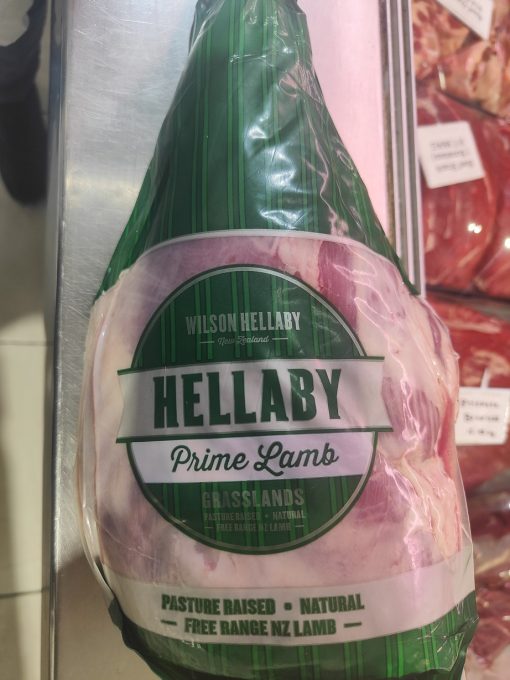 WILSON HELLABY
New Zealand
HELLABY
Prime Lamb
GRASSLANDS
PASTURE RAISED • NATURAL
FREE RANGE NZ LAMB
PASTURE RAISED • NATURAL
FREE RANGE NZ LAMB